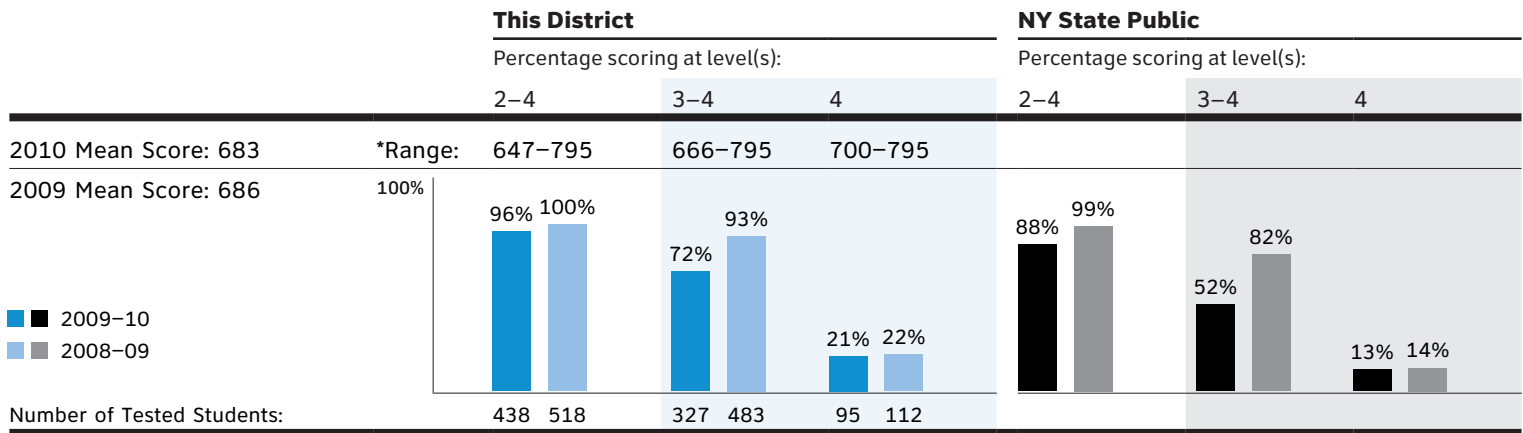 This District NY State Public
Percentage scoring at level(s): Percentage scoring at level(s):
2–4 3–4 4 2–4 3–4 4
2010 Mean Score: 683 *Range: 647–795 666–795 700–795
2009 Mean Score: 686 100%
96% 100% 93% 88% 99%
72% 82%
52%
21% 22% 13% 14%
2009–10
2008–09
Number of Tested Students: 438 518 327 483 95 112